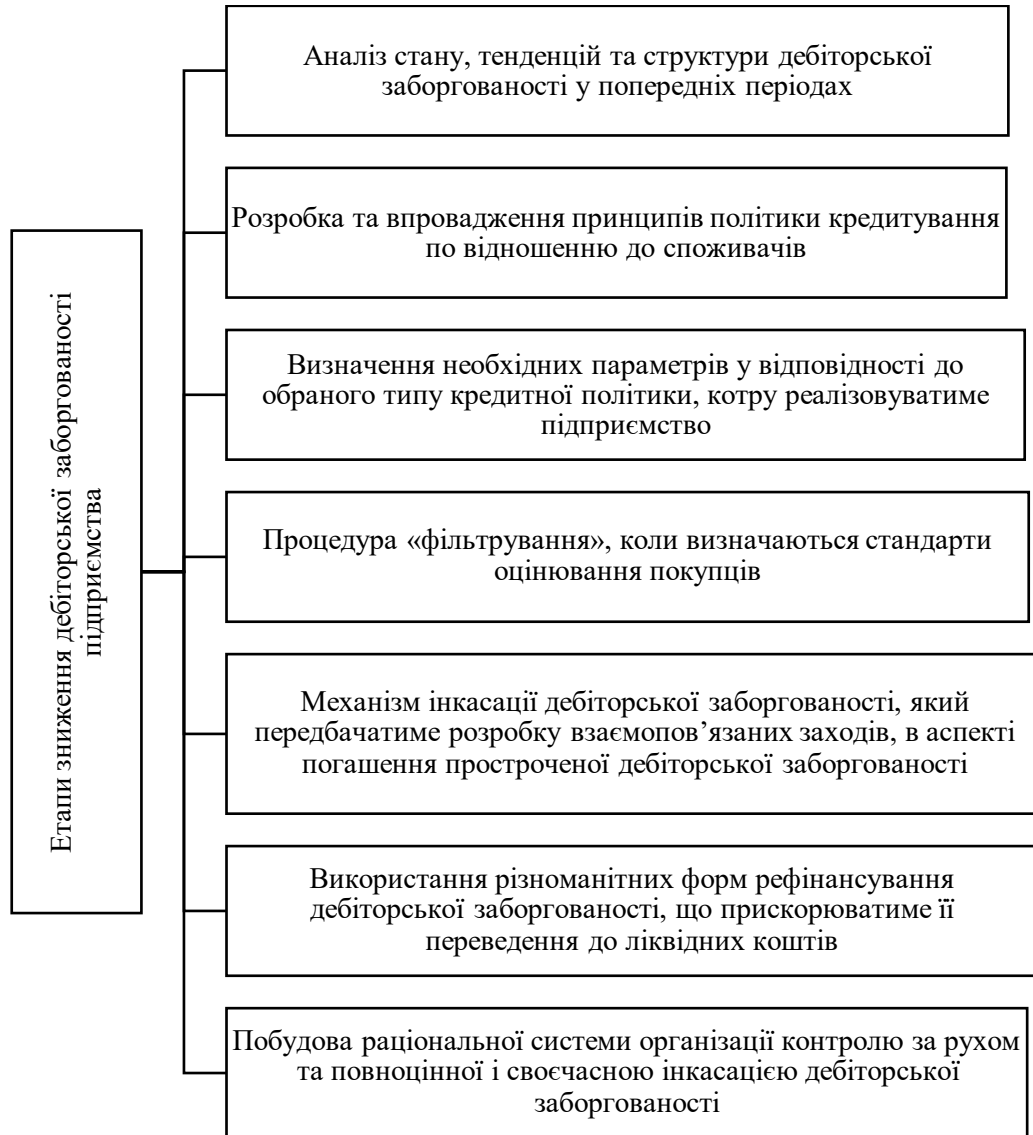 Етапи зниження дебіторської заборгованості
підприємства
Аналіз стану, тенденцій та структури дебіторської
заборгованості у попередніх періодах
Розробка та впровадження принципів політики кредитування
по відношенню до споживачів
Визначення необхідних параметрів у відповідності до
обраного типу кредитної політики, котру реалізовуватиме
підприємство
Процедура «фільтрування», коли визначаються стандарти
оцінювання покупців
Механізм інкасації дебіторської заборгованості, який
передбачатиме розробку взаємопов’язаних заходів, в аспекті
погашення простроченої дебіторської заборгованості
Використання різноманітних форм рефінансування
дебіторської заборгованості, що прискорюватиме її
переведення до ліквідних коштів
Побудова раціональної системи організації контролю за рухом
та повноцінної і своєчасною інкасацією дебіторської
заборгованості